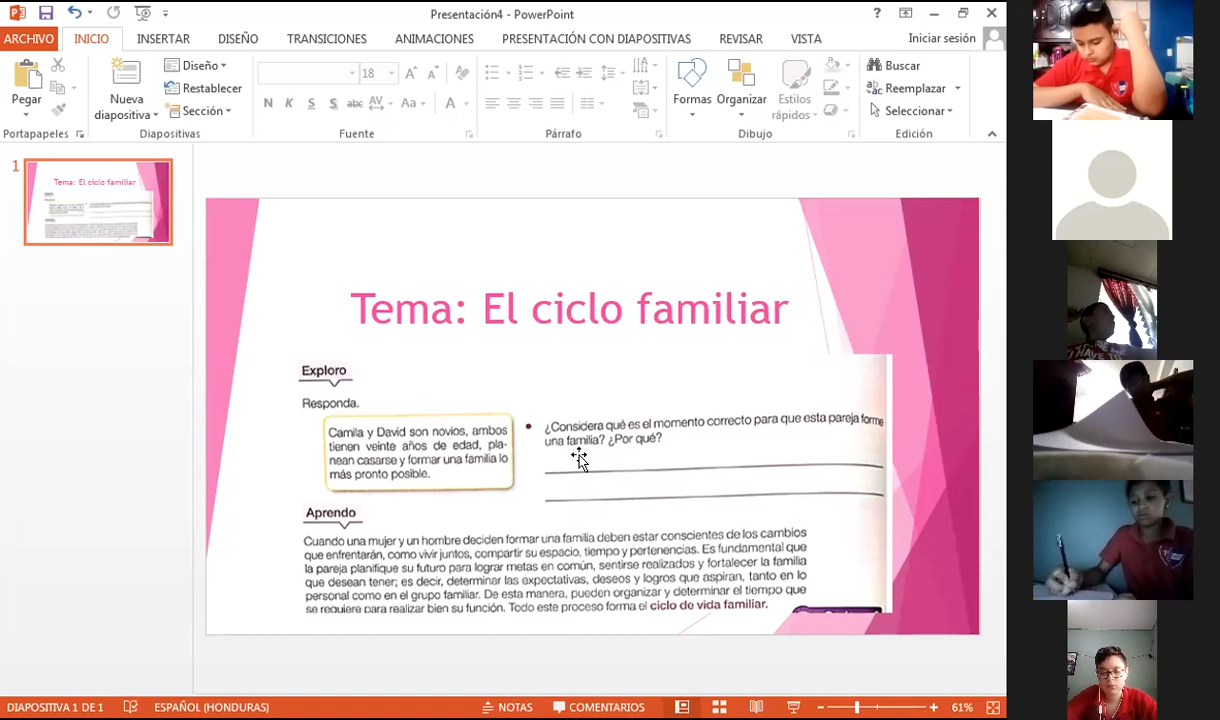 Presentación4 - PowerPoint
ARCHIVO INICIO INSERTAR DISEÑO TRANSICIONES ANIMACIONES PRESENTACIÓN CON DIAPOSITIVAS REVISAR VISTA Iniciar sesión
Pegar
Nueva diapositiva
Diseño
Restablecer
Sección
18
N K S S abc AV Aa A
Formas
Organizar
Estilos rápidos
Buscar
Reemplazar
Seleccionar
Portapapeles Diapositivas Fuente Párrafo Dibujo Edición
1
Tema: El ciclo familiar
Tema: El ciclo familiar
Exploro
Responda.
Camila y David son novios, ambos
tienen veinte años de edad, pla-
nean casarse y formar una familia lo
más pronto posible.
• ¿Considera qué es el momento correcto para que esta pareja forme
una familia? ¿Por qué?
Aprendo
Cuando una mujer y un hombre deciden formar una familia deben estar conscientes de los cambios
que enfrentarán, como vivir juntos, compartir su espacio, tiempo y pertenencias. Es fundamental que
la pareja planifique su futuro para lograr metas en común, sentirse realizados y fortalecer la familia
que desean tener; es decir, determinar las expectativas, deseos y logros que aspiran, tanto en lo
personal como en el grupo familiar. De esta manera, pueden organizar y determinar el tiempo que
se requiere para realizar bien su función. Todo este proceso forma el ciclo de vida familiar.
DIAPOSITIVA 1 DE 1 ESPAÑOL (HONDURAS) NOTAS COMENTARIOS 61%